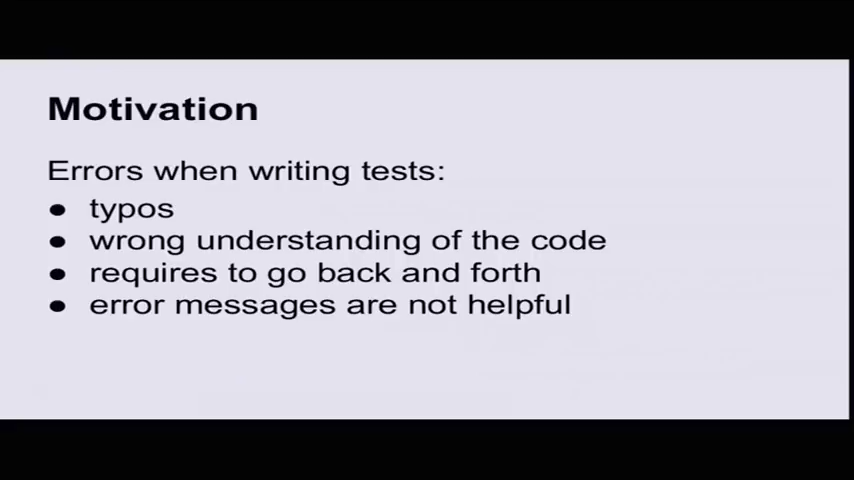 Motivation
Errors when writing tests:
● typos
● wrong understanding of the code
● requires to go back and forth
● error messages are not helpful